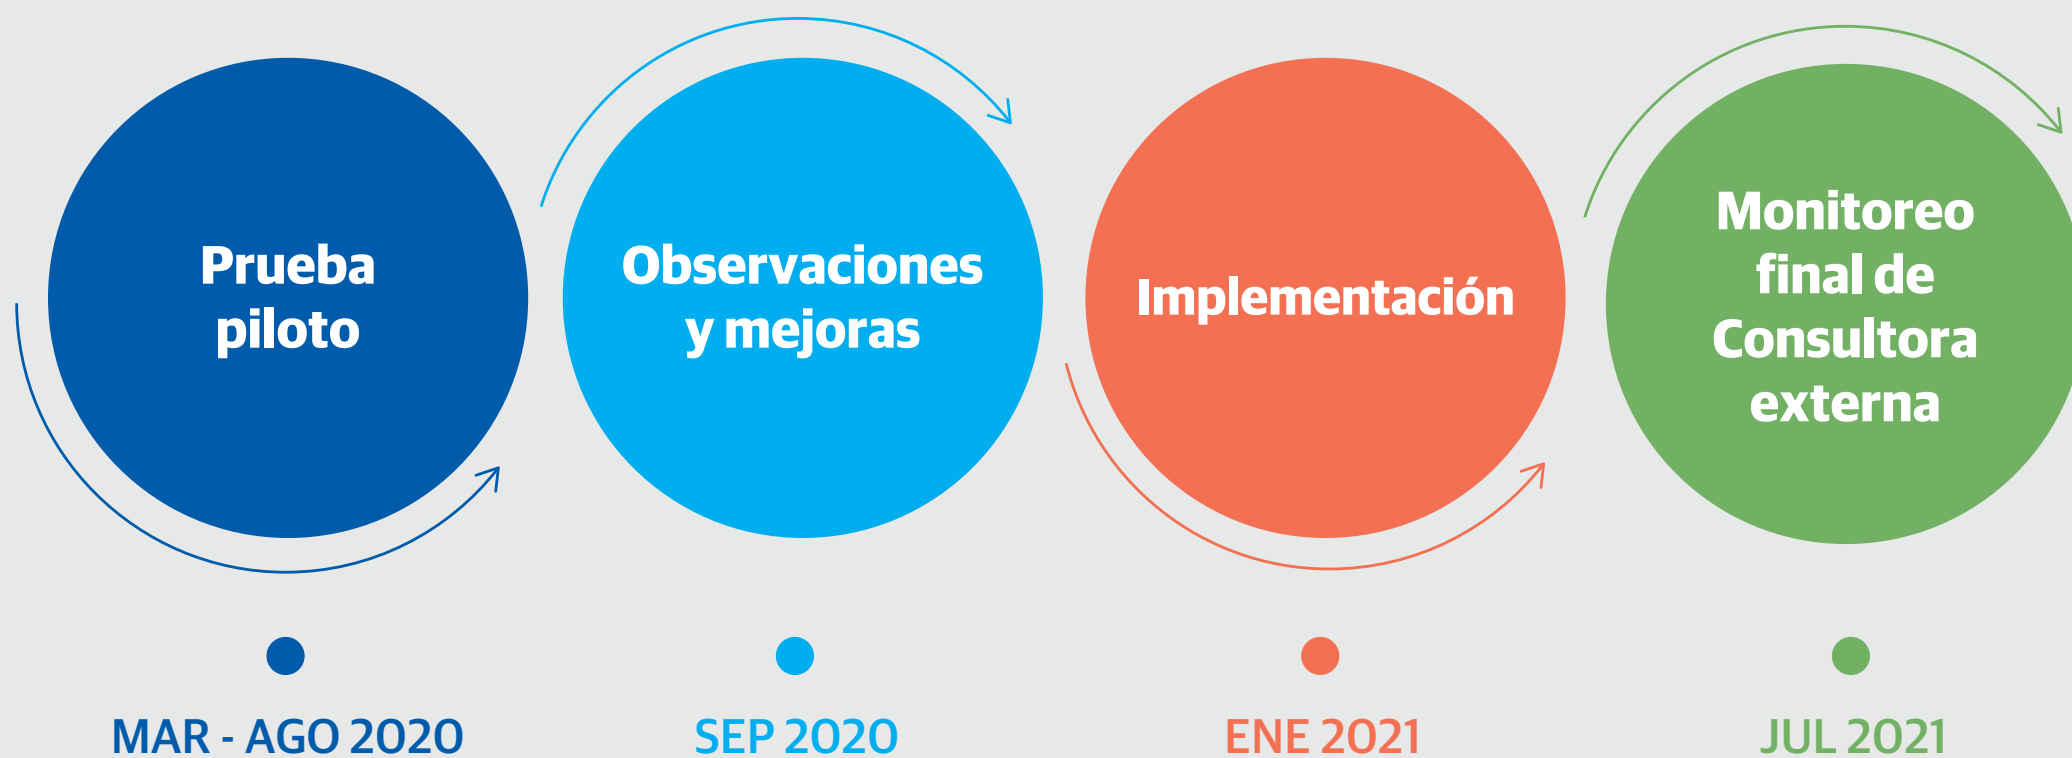 Prueba
piloto
Observaciones
y mejoras
Implementación
Monitoreo
final de
Consultora
externa
MAR - AGO 2020
SEP 2020
ENE 2021
JUL 2021